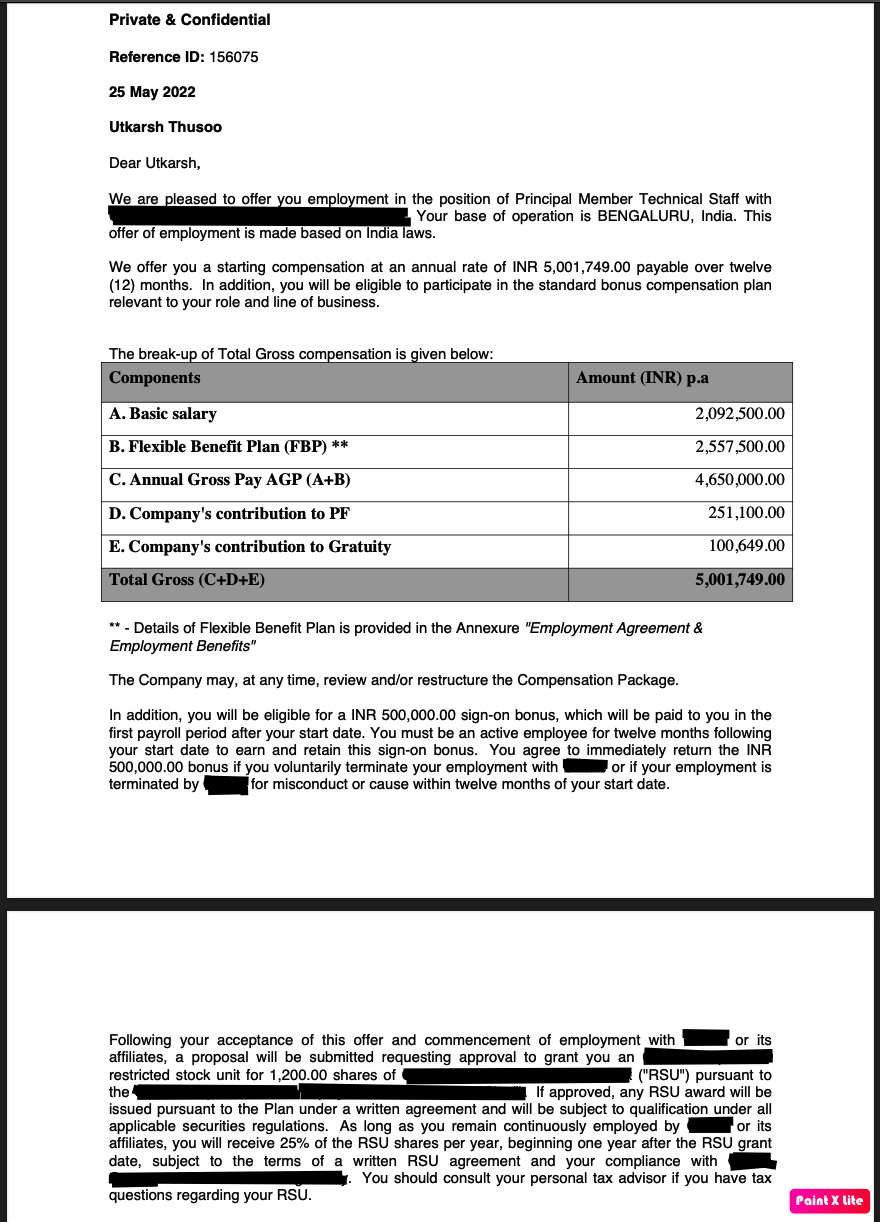 Private & Confidential
Reference ID: 156075
25 May 2022
Utkarsh Thusoo
Dear Utkarsh,
We are pleased to offer you employment in the position of Principal Member Technical Staff with
Your base of operation is BENGALURU, India. This
offer of employment is made based on India laws.
We offer you a starting compensation at an annual rate of INR 5,001,749.00 payable over twelve
(12) months. In addition, you will be eligible to participate in the standard bonus compensation plan
relevant to your role and line of business.
The break-up of Total Gross compensation is given below:
Components Amount (INR) p.a
A. Basic salary 2,092,500.00
B. Flexible Benefit Plan (FBP) ** 2,557,500.00
C. Annual Gross Pay AGP (A+B) 4,650,000.00
D. Company's contribution to PF 251,100.00
E. Company's contribution to Gratuity 100,649.00
Total Gross (C+D+E) 5,001,749.00
** - Details of Flexible Benefit Plan is provided in the Annexure "Employment Agreement &
Employment Benefits"
The Company may, at any time, review and/or restructure the Compensation Package.
In addition, you will be eligible for a INR 500,000.00 sign-on bonus, which will be paid to you in the
first payroll period after your start date. You must be an active employee for twelve months following
your start date to earn and retain this sign-on bonus. You agree to immediately return the INR
500,000.00 bonus if you voluntarily terminate your employment with or if your employment is
terminated by for misconduct or cause within twelve months of your start date.
Following your acceptance of this offer and commencement of employment with or its
affiliates, a proposal will be submitted requesting approval to grant you an
restricted stock unit for 1,200.00 shares of ("RSU") pursuant to
the If approved, any RSU award will be
issued pursuant to the Plan under a written agreement and will be subject to qualification under all
applicable securities regulations. As long as you remain continuously employed by or its
affiliates, you will receive 25% of the RSU shares per year, beginning one year after the RSU grant
date, subject to the terms of a written RSU agreement and your compliance with
. You should consult your personal tax advisor if you have tax
questions regarding your RSU.
Paint X Lite